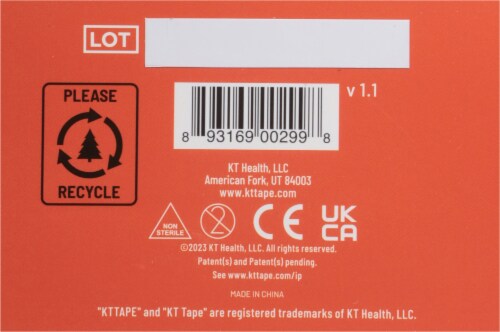 LOT
v 1.1
8 93169 00299 8
PLEASE
RECYCLE
KT Health, LLC
American Fork, UT 84003
www.kttape.com
NON
STERILE
2
CE
UK
CA
©2023 KT Health, LLC. All rights reserved.
Patent(s) and Patent(s) pending.
See www.kttape.com/ip
MADE IN CHINA
"KTTAPE" and "KT Tape" are registered trademarks of KT Health, LLC.